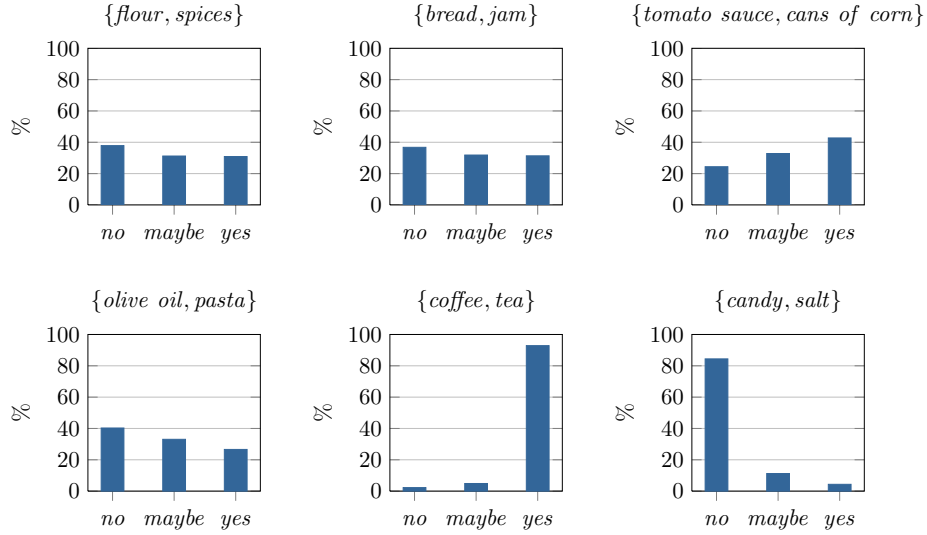 {flour, spices} {bread, jam} {tomato sauce, cans of corn}
100 100 100
80 80 80
60 60 60
% % %
40 40 40
20 20 20
0 0 0
no maybe yes no maybe yes no maybe yes
{olive oil, pasta} {coffee, tea} {candy, salt}
100 100 100
80 80 80
60 60 60
% % %
40 40 40
20 20 20
0 0 0
no maybe yes no maybe yes no maybe yes